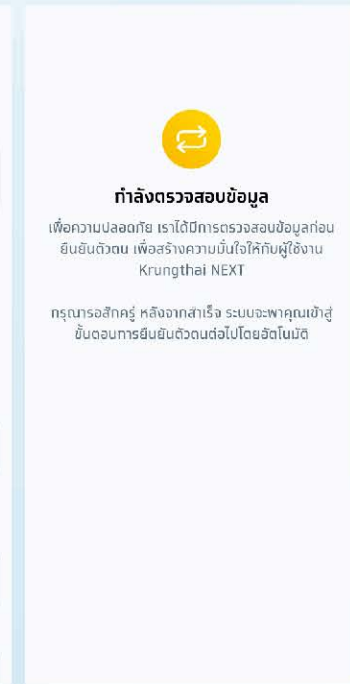 กำลังตรวจสอบข้อมูล
เพื่อความปลอดภัย เราได้มีการตรวจสอบข้อมูลก่อน
ยืนยันตัวตน เพื่อสร้างความมั่นใจให้กับผู้ใช้งาน
Krungthai NEXT
กรุณารอสักครู่ หลังจากสำเร็จ ระบบจะพาคุณเข้าสู่
ขั้นตอนการยืนยันตัวตนต่อไปโดยอัตโนมัติ